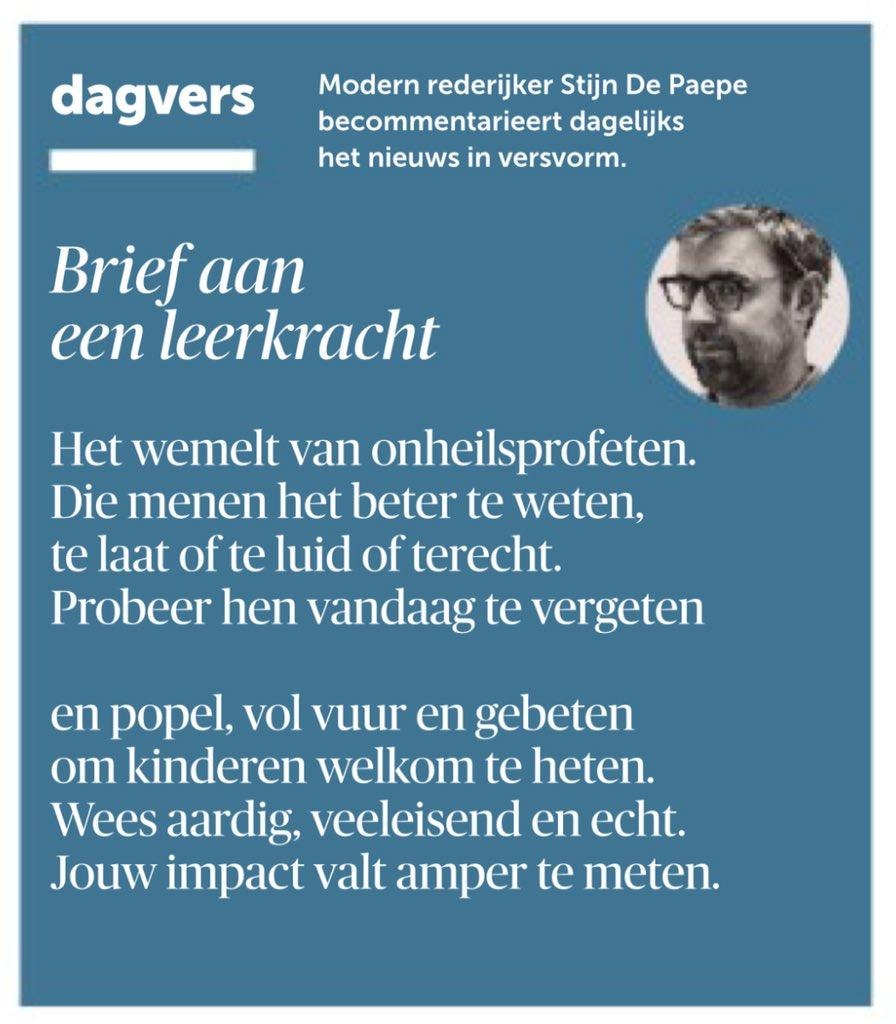 dagvers
Modern rederijker Stijn De Paepe
becommentarieert dagelijks
het nieuws in versvorm.
Brief aan
een leerkracht
Het wemelt van onheilsprofeten.
Die menen het beter te weten,
te laat of te luid of terecht.
Probeer hen vandaag te vergeten
en popel, vol vuur en gebeten
om kinderen welkom te heten.
Wees aardig, veeleisend en echt.
Jouw impact valt amper te meten.